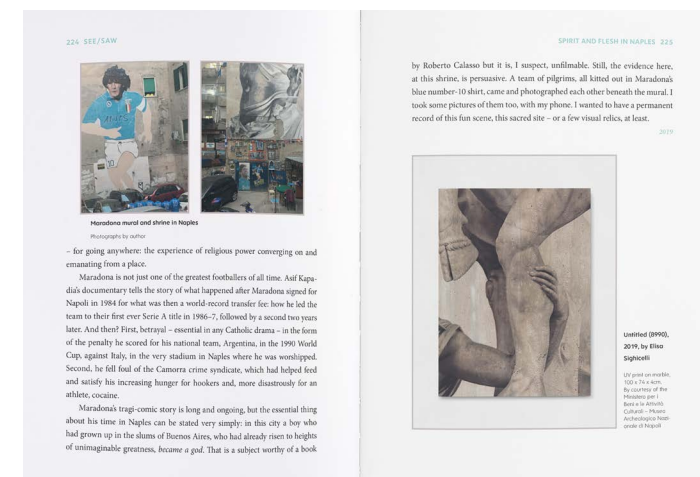 224 SEE/SAW
Maradona mural and shrine in Naples
Photographs by author
– for going anywhere: the experience of religious power converging on and
emanating from a place.
Maradona is not just one of the greatest footballers of all time. Asif Kapa-
dia's documentary tells the story of what happened after Maradona signed for
Napoli in 1984 for what was then a world-record transfer fee: how he led the
team to their first ever Serie A title in 1986–7, followed by a second two years
later. And then? First, betrayal – essential in any Catholic drama – in the form
of the penalty he scored for his national team, Argentina, in the 1990 World
Cup, against Italy, in the very stadium in Naples where he was worshipped.
Second, he fell foul of the Camorra crime syndicate, which had helped feed
and satisfy his increasing hunger for hookers and, more disastrously for an
athlete, cocaine.
Maradona's tragi-comic story is long and ongoing, but the essential thing
about his time in Naples can be stated very simply: in this city a boy who
had grown up in the slums of Buenos Aires, who had already risen to heights
of unimaginable greatness, became a god. That is a subject worthy of a book
SPIRIT AND FLESH IN NAPLES 225
by Roberto Calasso but it is, I suspect, unfilmable. Still, the evidence here,
at this shrine, is persuasive. A team of pilgrims, all kitted out in Maradona's
blue number-10 shirt, came and photographed each other beneath the mural. I
took some pictures of them too, with my phone. I wanted to have a permanent
record of this fun scene, this sacred site – or a few visual relics, at least.
2019
Untitled (8990),
2019, by Elisa
Sighicelli
UV print on marble,
100 x 74 x 4cm.
By courtesy of the
Ministero per i
Beni e le Attività
Culturali – Museo
Archeologico Nazi-
onale di Napoli